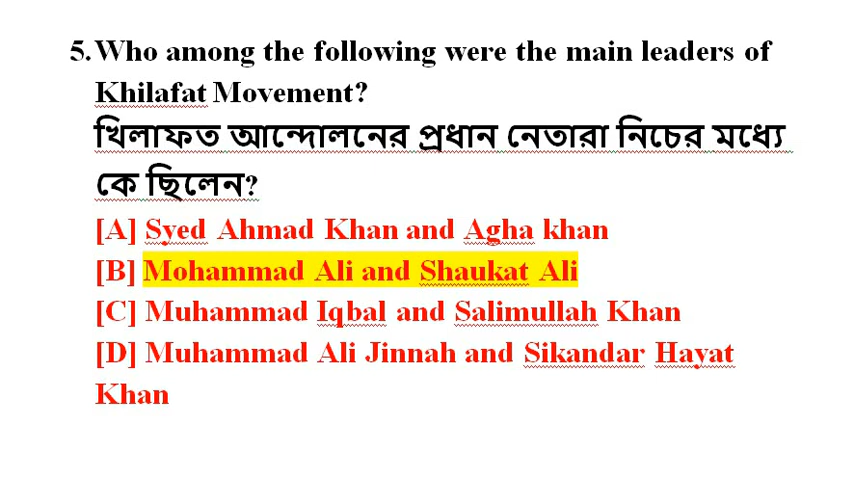 5. Who among the following were the main leaders of
Khilafat Movement?
খিলাফত আন্দোলনের প্রধান নেতারা নিচের মধ্যে
কে ছিলেন?
[A] Syed Ahmad Khan and Agha khan
[B] Mohammad Ali and Shaukat Ali
[C] Muhammad Iqbal and Salimullah Khan
[D] Muhammad Ali Jinnah and Sikandar Hayat
Khan